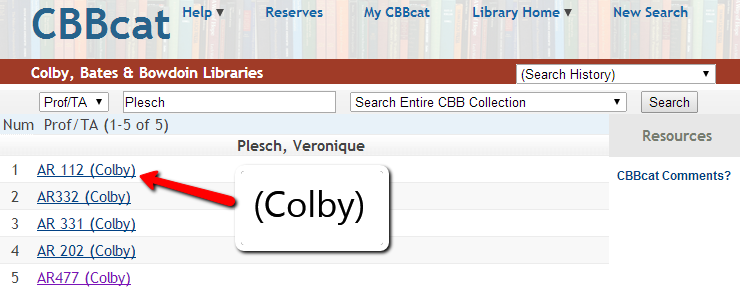 CBBcat Help ▼ Reserves My CBBcat Library Home ▼ New Search
Colby, Bates & Bowdoin Libraries (Search History) ▼
Prof/TA ▼ Plesch Search Entire CBB Collection ▼ Search
Num Prof/TA (1-5 of 5) Resources
Plesch, Veronique
1 AR 112 (Colby) CBBcat Comments?
2 AR332 (Colby)
(Colby)
3 AR 331 (Colby)
4 AR 202 (Colby)
5 AR477 (Colby)